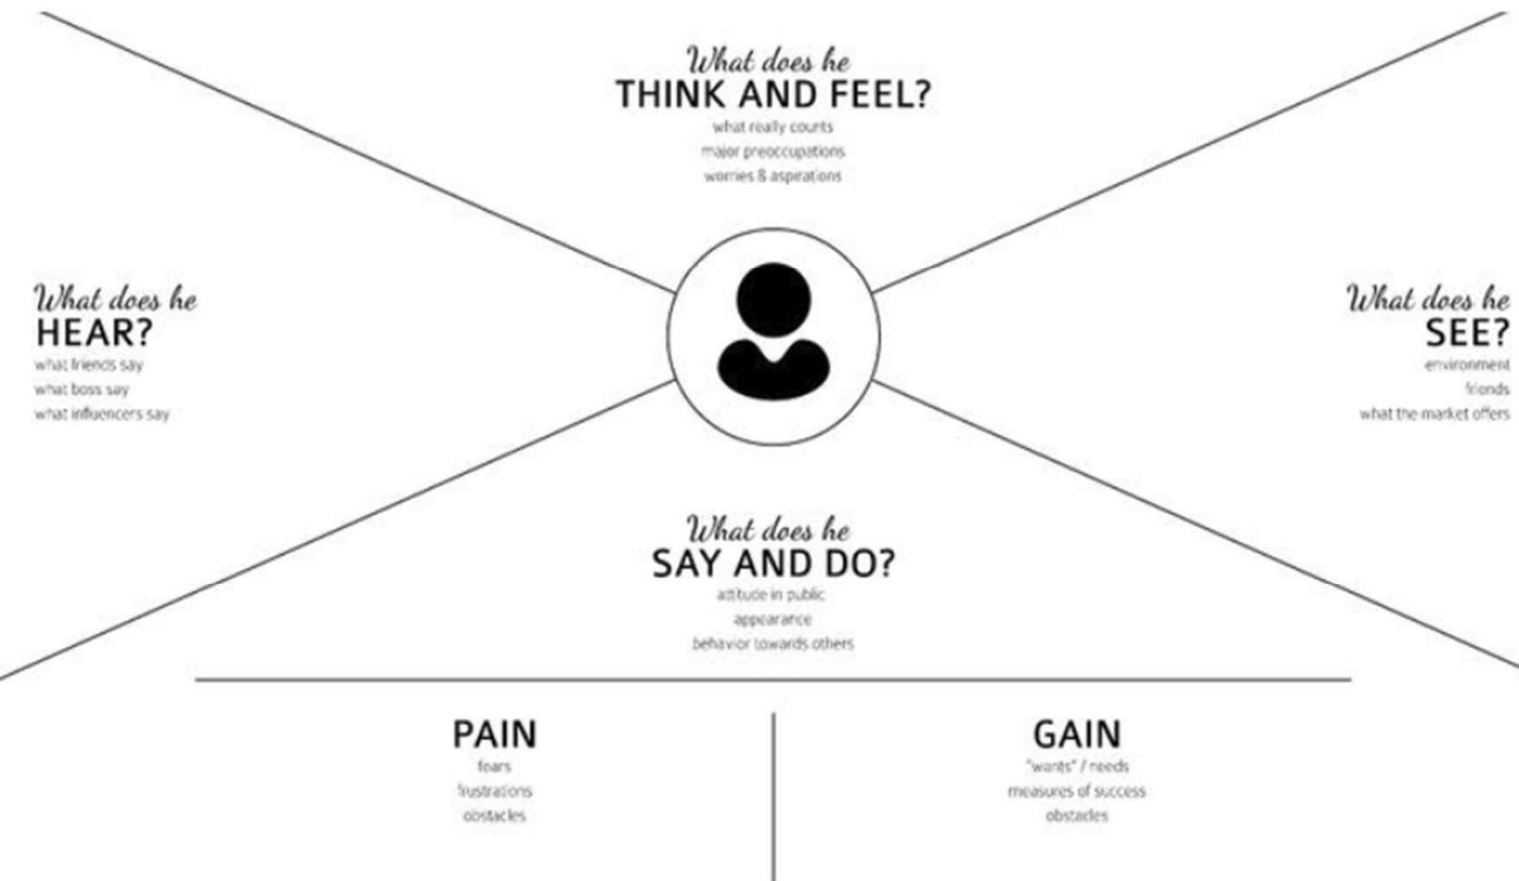 What does he
THINK AND FEEL?
what really counts
major preoccupations
worries & aspirations
What does he
HEAR?
what friends say
what boss say
what influencers say
What does he
SEE?
environment
friends
what the market offers
What does he
SAY AND DO?
attitude in public
appearance
behavior towards others
PAIN
fears
frustrations
obstacles
GAIN
"wants" / needs
measures of success
obstacles